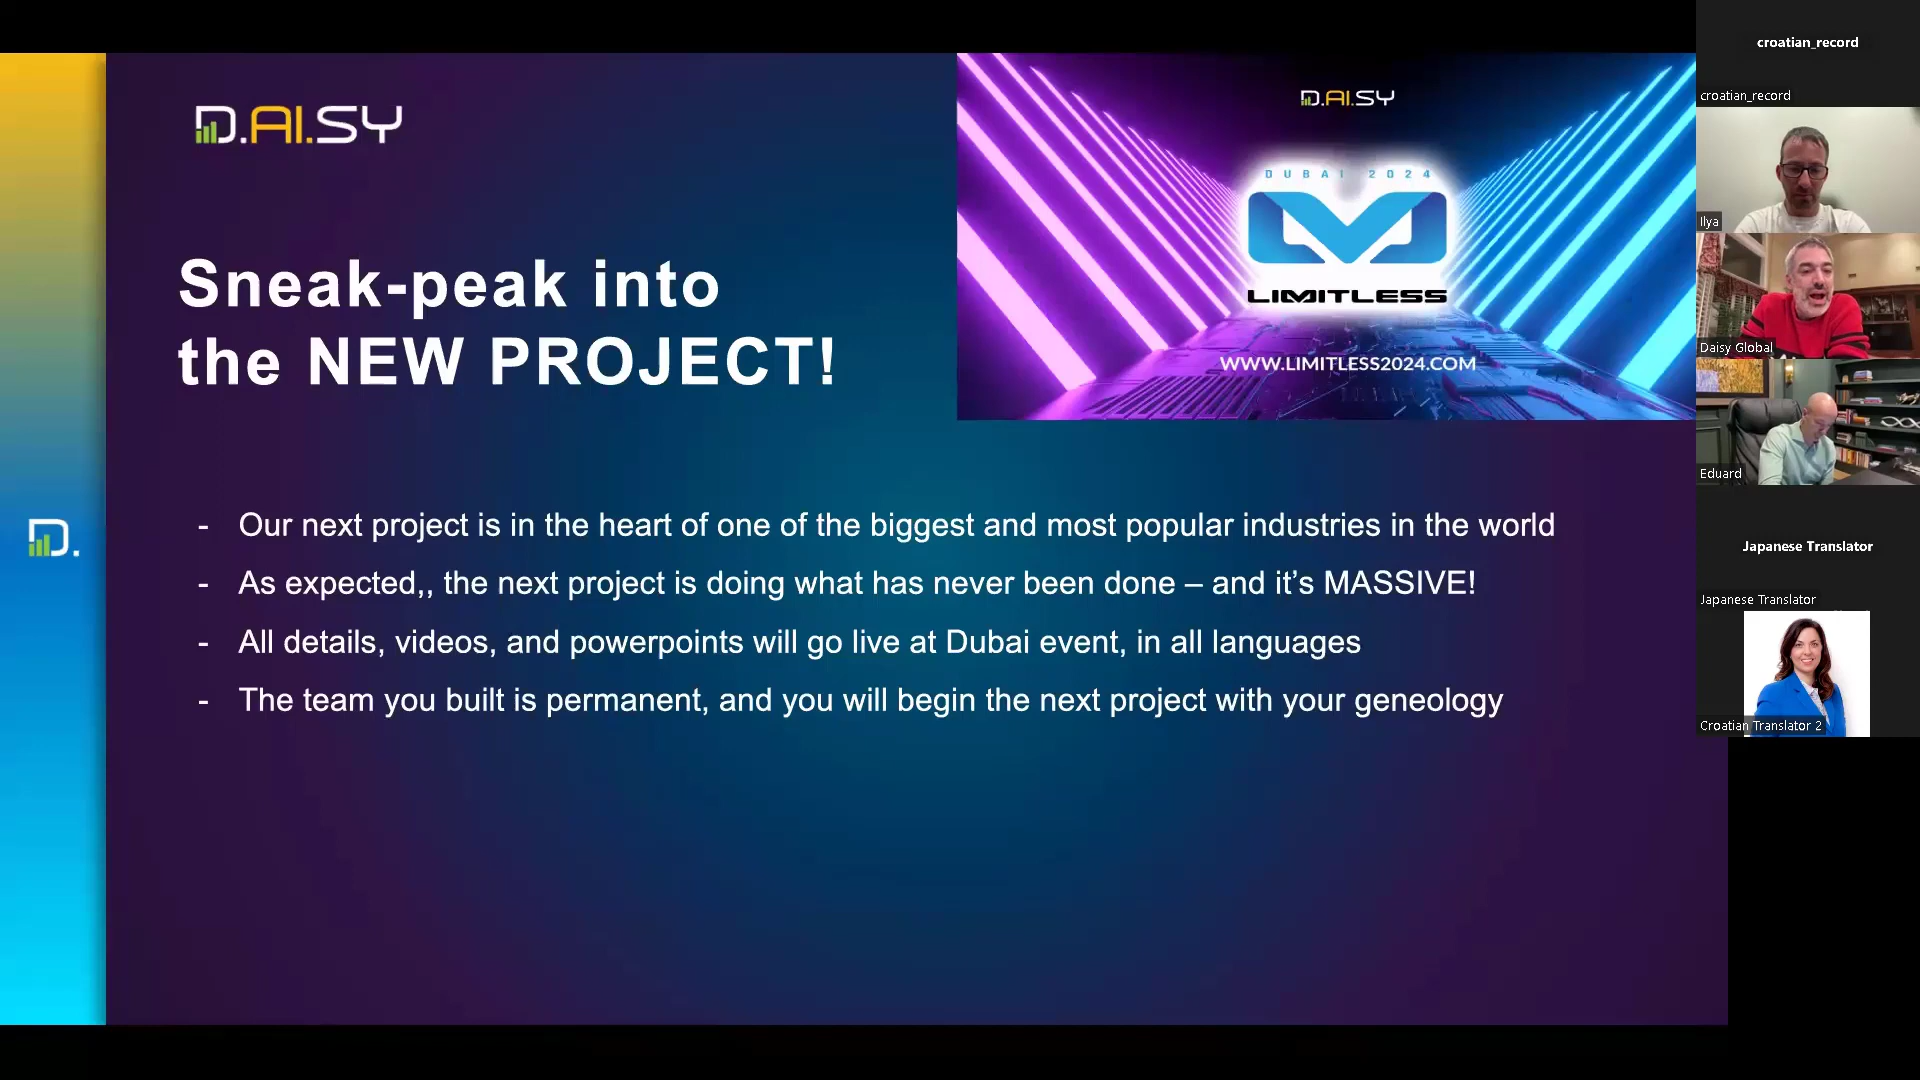 D.AI.SY
Sneak-peak into
the NEW PROJECT!
D.AI.SY
DUBAI 2024
LIMITLESS
WWW.LIMITLESS2024.COM
- Our next project is in the heart of one of the biggest and most popular industries in the world
- As expected,, the next project is doing what has never been done – and it’s MASSIVE!
- All details, videos, and powerpoints will go live at Dubai event, in all languages
- The team you built is permanent, and you will begin the next project with your geneology
D.
croatian_record
croatian_record
Ilya
Daisy Global
Eduard
Japanese Translator
Japanese Translator
Croatian Translator 2